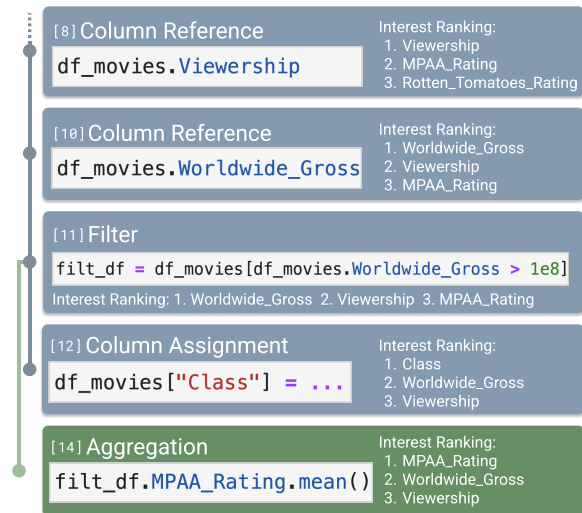 [8] Column Reference
df_movies.Viewership
Interest Ranking:
1. Viewership
2. MPAA_Rating
3. Rotten_Tomatoes_Rating
[10] Column Reference
df_movies.Worldwide_Gross
Interest Ranking:
1. Worldwide_Gross
2. Viewership
3. MPAA_Rating
[11] Filter
filt_df = df_movies[df_movies.Worldwide_Gross > 1e8]
Interest Ranking: 1. Worldwide_Gross 2. Viewership 3. MPAA_Rating
[12] Column Assignment
df_movies["Class"] = ...
Interest Ranking:
1. Class
2. Worldwide_Gross
3. Viewership
[14] Aggregation
filt_df.MPAA_Rating.mean()
Interest Ranking:
1. MPAA_Rating
2. Worldwide_Gross
3. Viewership